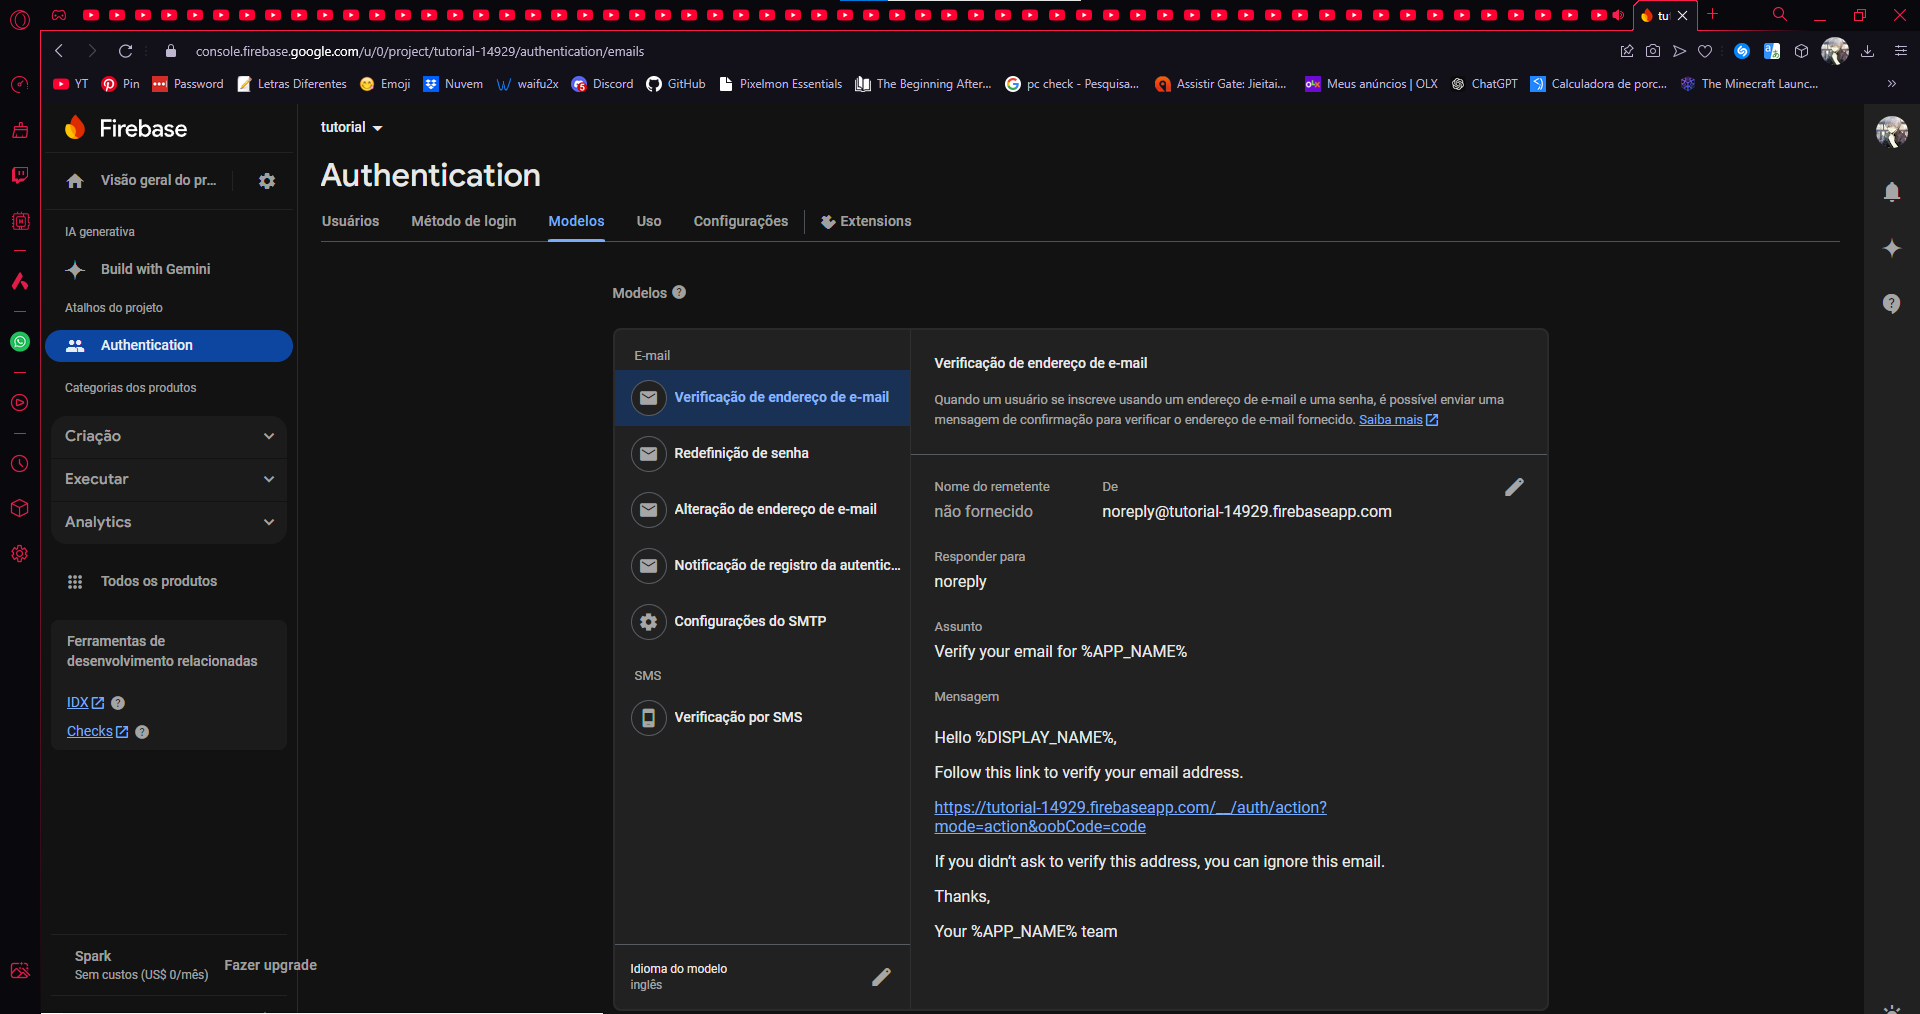 tu
console.firebase.google.com/u/0/project/tutorial-14929/authentication/emails
YT
Pin
Password
Letras Diferentes
Emoji
Nuvem
waifu2x
Discord
GitHub
Pixelmon Essentials
The Beginning After...
pc check - Pesquisa...
Assistir Gate: Jieitai...
Meus anúncios | OLX
ChatGPT
Calculadora de porc...
The Minecraft Launc...
Firebase
Visão geral do pr...
IA generativa
Build with Gemini
Atalhos do projeto
Authentication
Categorias dos produtos
Criação
Executar
Analytics
Todos os produtos
Ferramentas de
desenvolvimento relacionadas
IDX
Checks
Spark
Sem custos (US$ 0/mês)
Fazer upgrade
tutorial
Authentication
Usuários
Método de login
Modelos
Uso
Configurações
Extensions
Modelos
E-mail
Verificação de endereço de e-mail
Redefinição de senha
Alteração de endereço de e-mail
Notificação de registro da autentic...
Configurações do SMTP
SMS
Verificação por SMS
Idioma do modelo
inglês
Verificação de endereço de e-mail
Quando um usuário se inscreve usando um endereço de e-mail e uma senha, é possível enviar uma
mensagem de confirmação para verificar o endereço de e-mail fornecido. Saiba mais
Nome do remetente
não fornecido
De
noreply@tutorial-14929.firebaseapp.com
Responder para
noreply
Assunto
Verify your email for %APP_NAME%
Mensagem
Hello %DISPLAY_NAME%,
Follow this link to verify your email address.
https://tutorial-14929.firebaseapp.com/__/auth/action?
mode=action&oobCode=code
If you didn’t ask to verify this address, you can ignore this email.
Thanks,
Your %APP_NAME% team